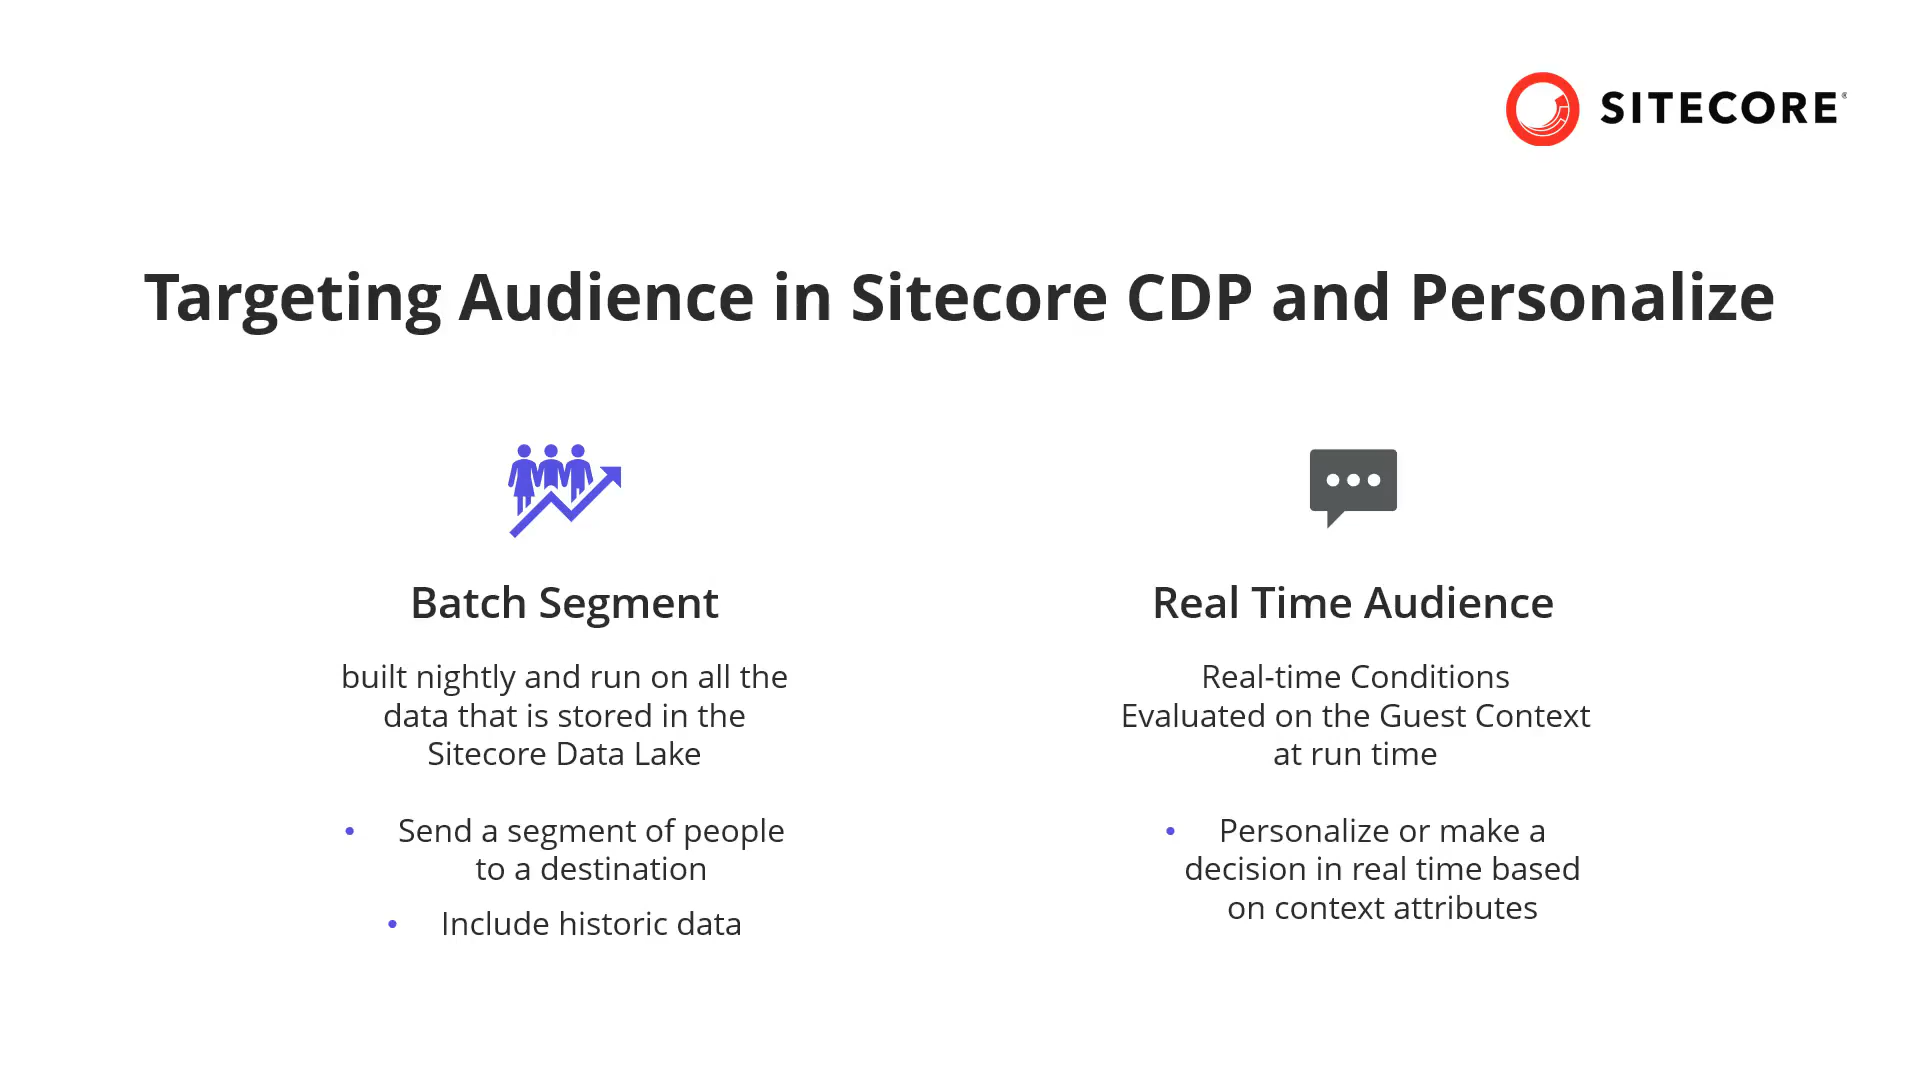 SITECORE
Targeting Audience in Sitecore CDP and Personalize
Batch Segment
built nightly and run on all the
data that is stored in the
Sitecore Data Lake
• Send a segment of people
to a destination
• Include historic data
Real Time Audience
Real-time Conditions
Evaluated on the Guest Context
at run time
• Personalize or make a
decision in real time based
on context attributes